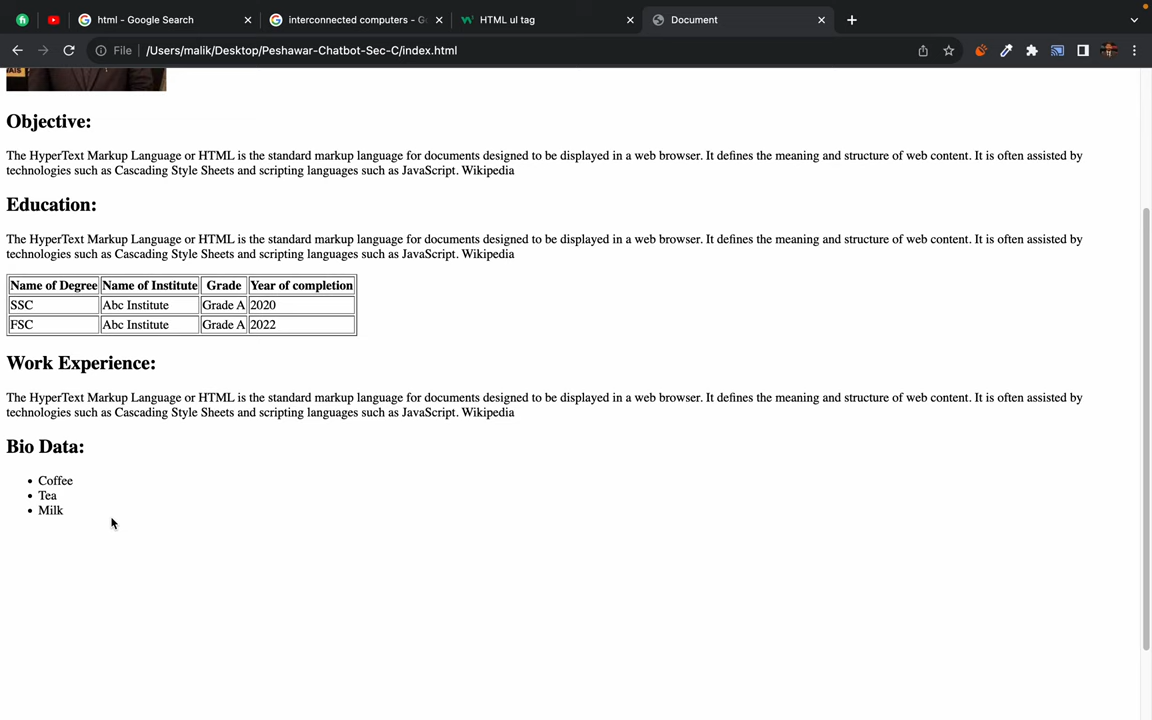 html - Google Search
interconnected computers - Go
HTML ul tag
Document
File
/Users/malik/Desktop/Peshawar-Chatbot-Sec-C/index.html
Objective:
The HyperText Markup Language or HTML is the standard markup language for documents designed to be displayed in a web browser. It defines the meaning and structure of web content. It is often assisted by
technologies such as Cascading Style Sheets and scripting languages such as JavaScript. Wikipedia
Education:
The HyperText Markup Language or HTML is the standard markup language for documents designed to be displayed in a web browser. It defines the meaning and structure of web content. It is often assisted by
technologies such as Cascading Style Sheets and scripting languages such as JavaScript. Wikipedia
Name of Degree Name of Institute Grade Year of completion
SSC Abc Institute Grade A 2020
FSC Abc Institute Grade A 2022
Work Experience:
The HyperText Markup Language or HTML is the standard markup language for documents designed to be displayed in a web browser. It defines the meaning and structure of web content. It is often assisted by
technologies such as Cascading Style Sheets and scripting languages such as JavaScript. Wikipedia
Bio Data:
• Coffee
• Tea
• Milk